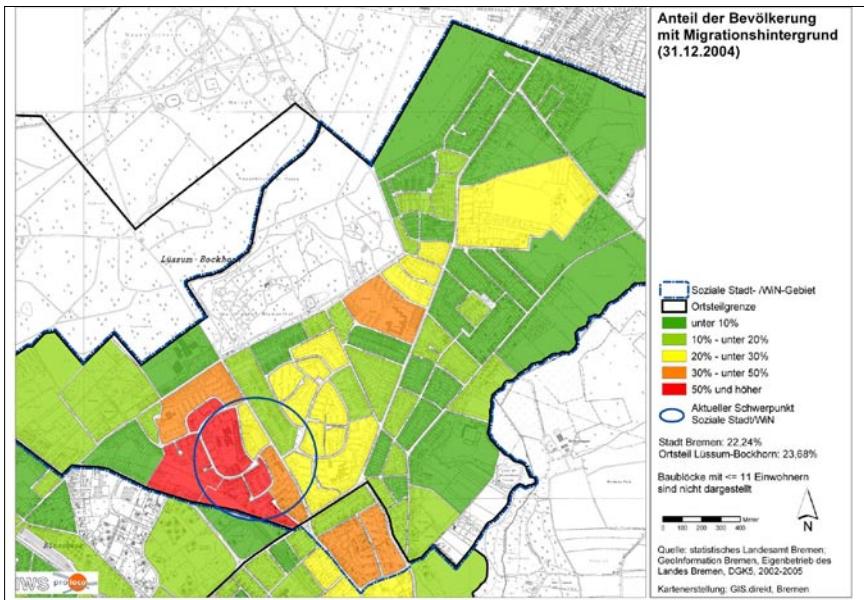 Anteil der Bevölkerung
mit Migrationshintergrund
(31.12.2004)
Lüssum-Bockhorn
Soziale Stadt- /WiN-Gebiet
Ortsteilgrenze
unter 10%
10% - unter 20%
20% - unter 30%
30% - unter 50%
50% und höher
Aktueller Schwerpunkt
Soziale Stadt/WiN
Stadt Bremen: 22,24%
Ortsteil Lüssum-Bockhorn: 23,68%
Baublöcke mit <= 11 Einwohnern
sind nicht dargestellt
0 100 200 300 400 Meter
N
Quelle: statistisches Landesamt Bremen,
GeoInformation Bremen, Eigenbetrieb des
Landes Bremen, DGK5, 2002-2005
Kartenerstellung: GIS.direkt, Bremen
IWS proloco